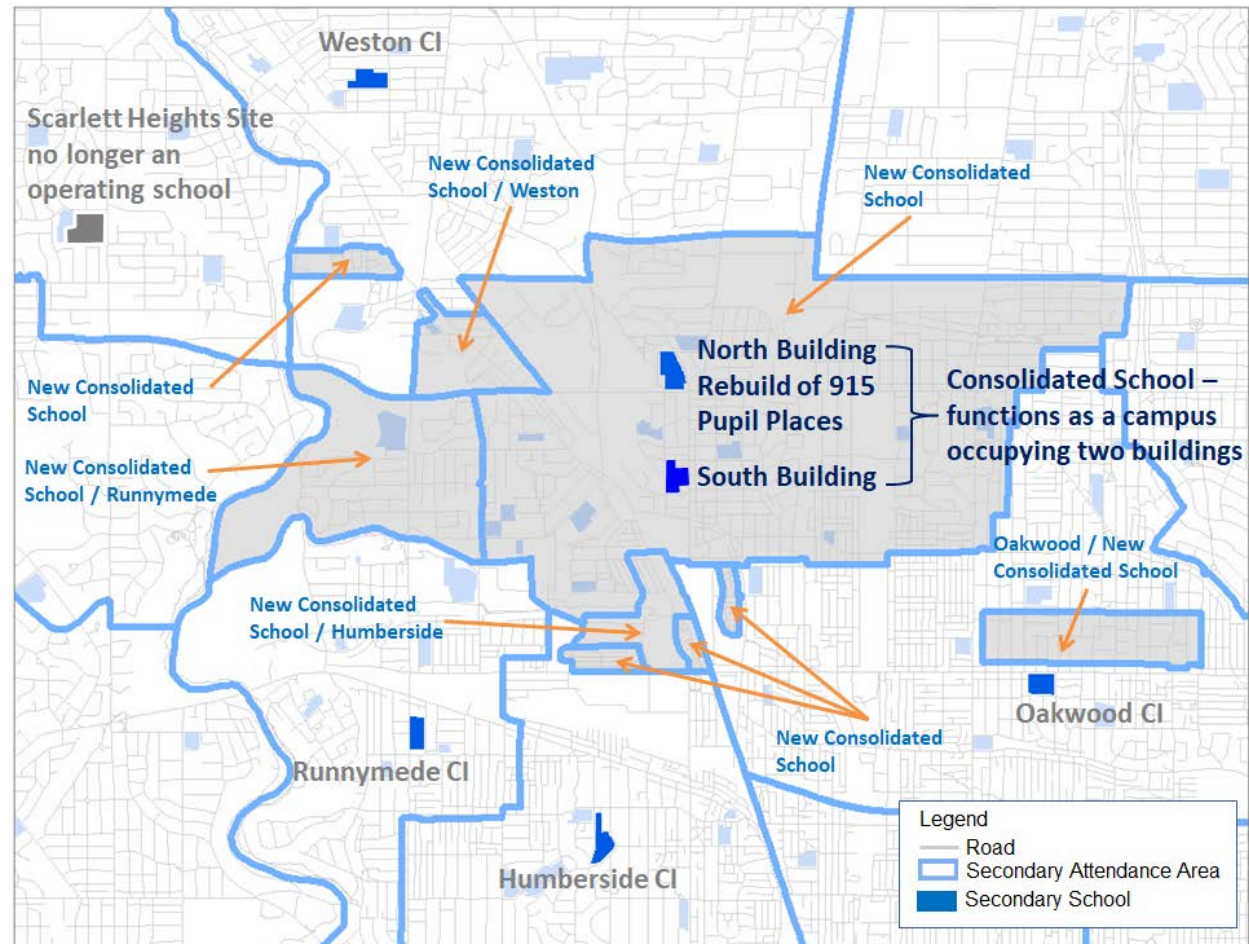 Weston CI
Scarlett Heights Site
no longer an
operating school
New Consolidated
School / Weston
New Consolidated
School
North Building
Rebuild of 915
Pupil Places
South Building
Consolidated School –
functions as a campus
occupying two buildings
New Consolidated
School
New Consolidated
School / Runnymede
Oakwood / New
Consolidated School
New Consolidated
School / Humberside
Oakwood CI
New Consolidated
School
Runnymede CI
Humberside CI
Legend
Road
Secondary Attendance Area
Secondary School